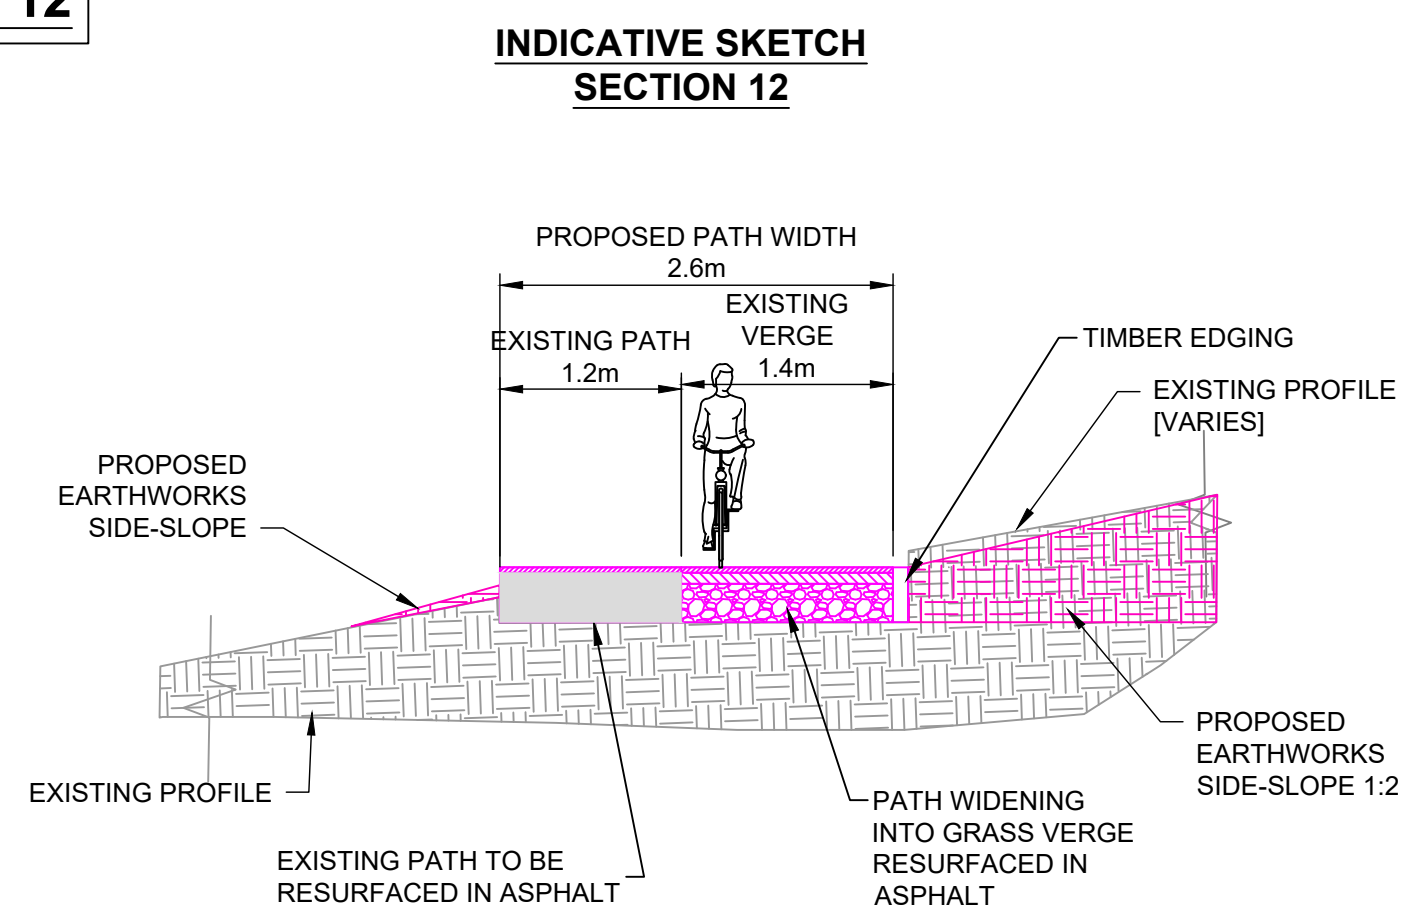 12
INDICATIVE SKETCH
SECTION 12
PROPOSED PATH WIDTH
2.6m
EXISTING
VERGE
1.4m
EXISTING PATH
1.2m
TIMBER EDGING
EXISTING PROFILE
[VARIES]
PROPOSED
EARTHWORKS
SIDE-SLOPE
EXISTING PROFILE
PROPOSED
EARTHWORKS
SIDE-SLOPE 1:2
PATH WIDENING
INTO GRASS VERGE
RESURFACED IN
ASPHALT
EXISTING PATH TO BE
RESURFACED IN ASPHALT